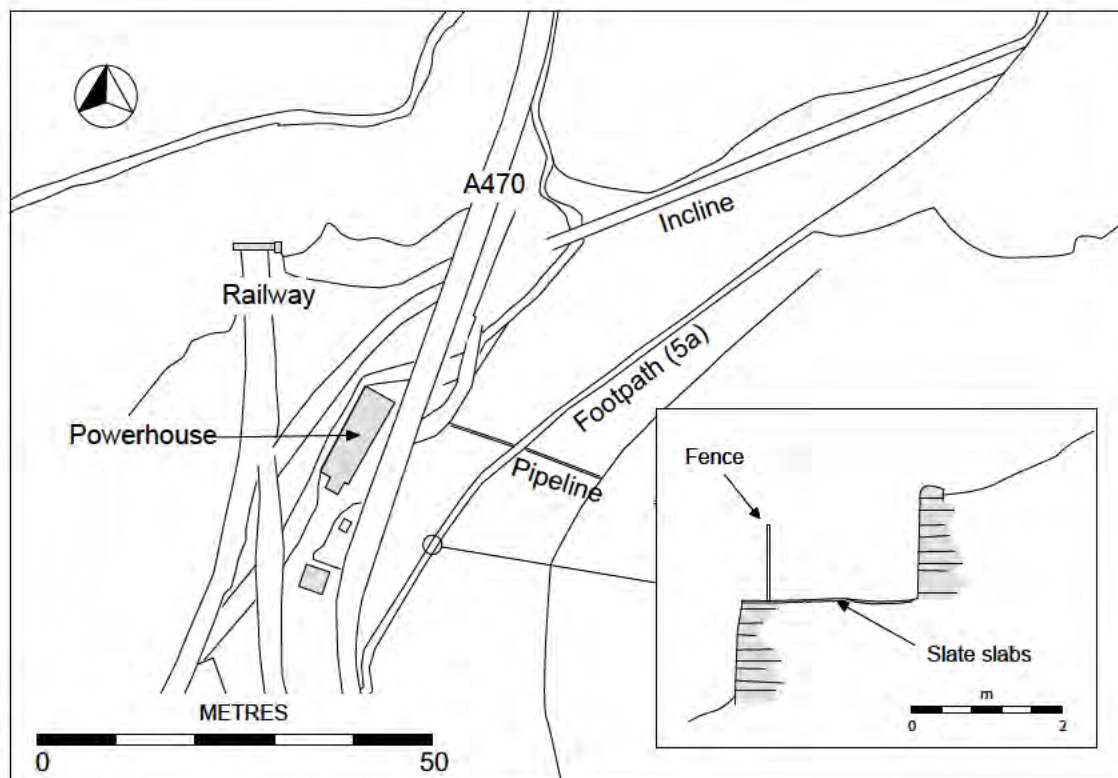 A470
Incline
Railway
Footpath (5a)
Powerhouse
Pipeline
Fence
Slate slabs
METRES
0 50
m
0 2